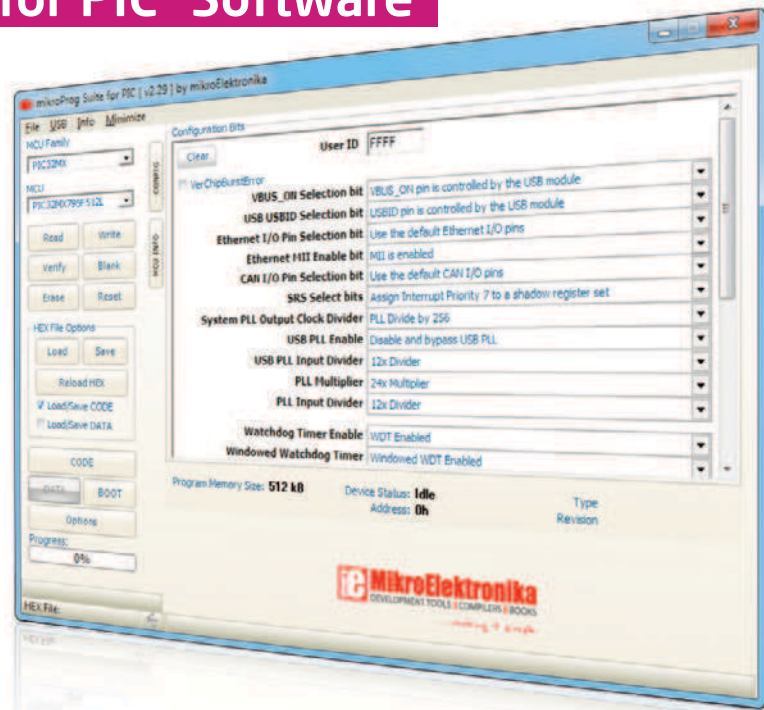 for PIC® Software
mikroProg Suite for PIC [ v2.29 ] by mikroElektronika
File USB Info Minimize
MCU Family
PIC32MX
MCU
PIC32MX795F512L
Read Write
Verify Blank
Erase Reset
HEX File Options
Load Save
Reload HEX
Load/Save CODE
Load/Save DATA
CODE
DATA BOOT
Options
Progress:
0%
HEX File:
CONFIG
MCU INFO
Configuration Bits
Clear
User ID FFFF
VerChipBurstError
VBUS_ON Selection bit VBUS_ON pin is controlled by the USB module
USB USBID Selection bit USBID pin is controlled by the USB module
Ethernet I/O Pin Selection bit Use the default Ethernet I/O pins
Ethernet MII Enable bit MII is enabled
CAN I/O Pin Selection bit Use the default CAN I/O pins
SRS Select bits Assign Interrupt Priority 7 to a shadow register set
System PLL Output Clock Divider PLL Divide by 256
USB PLL Enable Disable and bypass USB PLL
USB PLL Input Divider 12x Divider
PLL Multiplier 24x Multiplier
PLL Input Divider 12x Divider
Watchdog Timer Enable WDT Enabled
Windowed Watchdog Timer Windowed WDT Enabled
Program Memory Size: 512 kB
Device Status: Idle
Address: 0h
Type
Revision
MikroElektronika
DEVELOPMENT TOOLS | COMPILERS | BOOKS